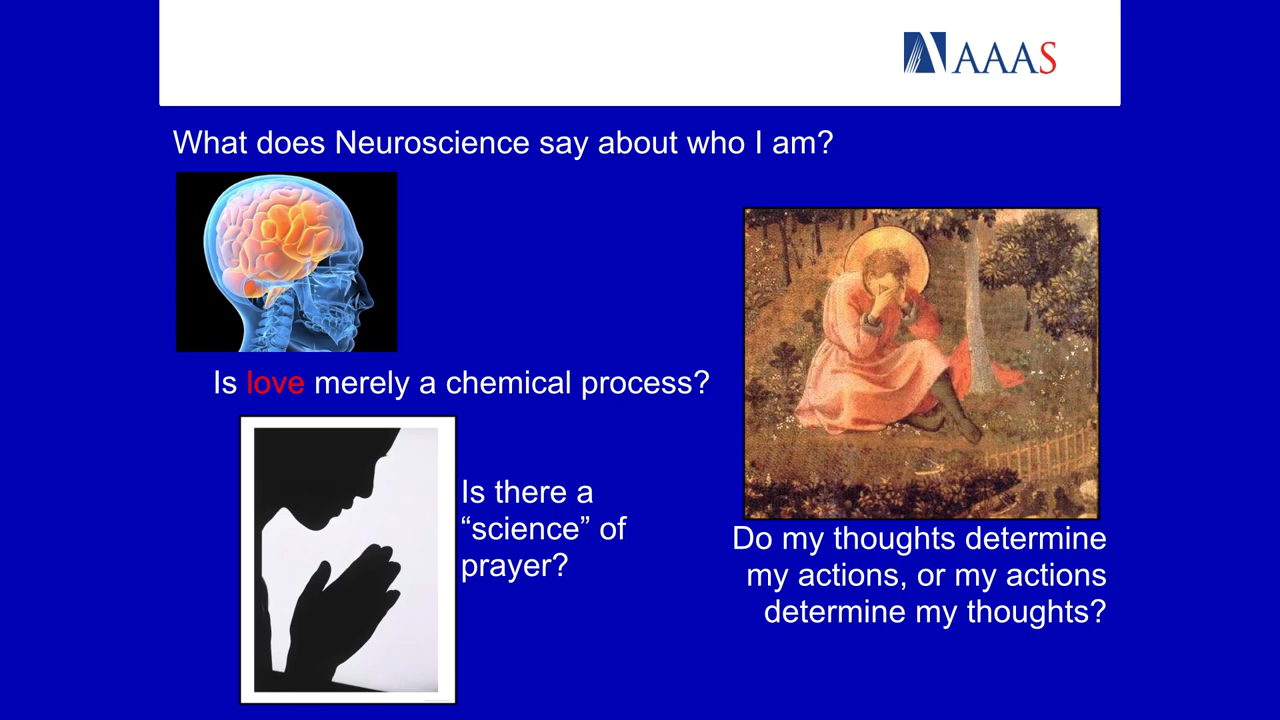 AAAS
What does Neuroscience say about who I am?
Is love merely a chemical process?
Is there a
“science” of
prayer?
Do my thoughts determine
my actions, or my actions
determine my thoughts?